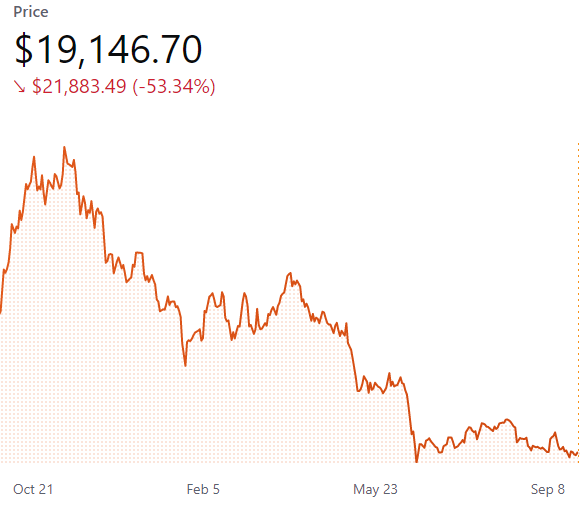 Price
$19,146.70
↘ $21,883.49 (-53.34%)
Oct 21 Feb 5 May 23 Sep 8